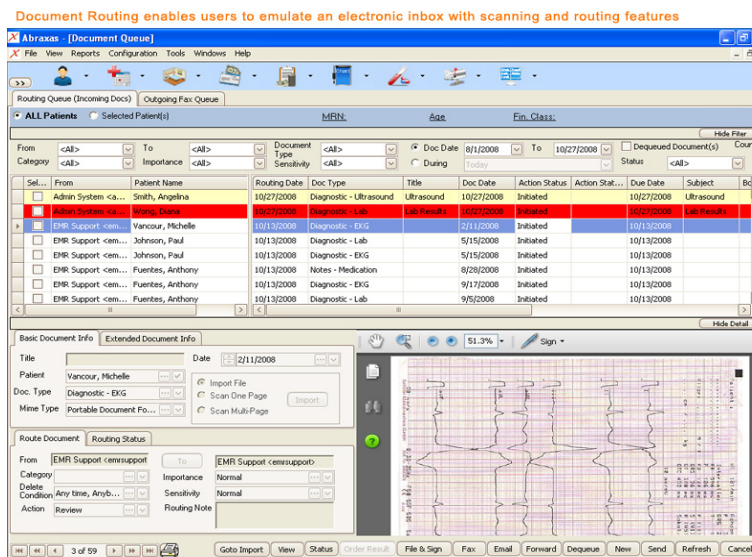 Document Routing enables users to emulate an electronic inbox with scanning and routing features
Abraxas - [Document Queue]
File View Reports Configuration Tools Windows Help
>>
Routing Queue (Incoming Docs) Outgoing Fax Queue
ALL Patients Selected Patient(s) MRN: Age Fin. Class:
Hide Filter
From <All> To <All> Document Type <All> Doc Date 8/1/2008 To 10/27/2008 Dequeued Document(s) Coun
Category <All> Importance <All> Sensitivity <All> During Today Status <All>
Sel... From Patient Name Routing Date Doc Type Title Doc Date Action Status Action Stat... Due Date Subject Bo
Admin System <a... Smith, Angelina 10/27/2008 Diagnostic - Ultrasound Ultrasound 10/27/2008 Initiated 10/27/2008 Ultrasound
Admin System <a... Wong, Diana 10/27/2008 Diagnostic - Lab Lab Results 10/27/2008 Initiated 10/27/2008 Lab Results
EMR Support <em... Vancour, Michelle 10/13/2008 Diagnostic - EKG 2/11/2008 Initiated 10/13/2008
EMR Support <em... Johnson, Paul 10/13/2008 Diagnostic - Lab 5/15/2008 Initiated 10/13/2008
EMR Support <em... Johnson, Paul 10/13/2008 Diagnostic - EKG 5/15/2008 Initiated 10/13/2008
EMR Support <em... Fuentes, Anthony 10/13/2008 Notes - Medication 8/28/2008 Initiated 10/13/2008
EMR Support <em... Fuentes, Anthony 10/13/2008 Diagnostic - EKG 9/17/2008 Initiated 10/13/2008
EMR Support <em... Fuentes, Anthony 10/13/2008 Diagnostic - Lab 9/5/2008 Initiated 10/13/2008
Hide Detail
Basic Document Info Extended Document Info
51.3% Sign
Title Date 2/11/2008
Patient Vancour, Michelle
Doc. Type Diagnostic - EKG
Mime Type Portable Document Fo...
Import File
Scan One Page Import
Scan Multi-Page
Route Document Routing Status
From EMR Support <emrsupport To EMR Support <emrsupport>
Category Importance Normal
Delete Condition Any time, Anyb... Sensitivity Normal
Action Review Routing Note
3 of 59 Goto Import View Status Order Result File & Sign Fax Email Forward Dequeue New Send Refresh Cancel